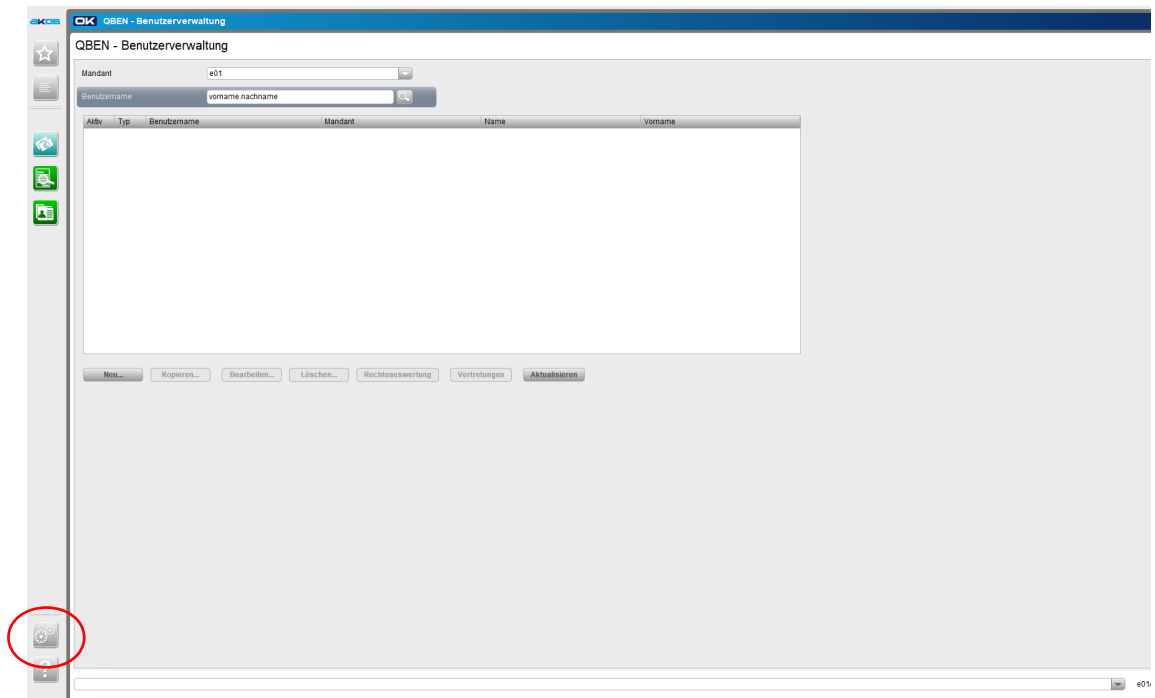 akdb OK QBEN - Benutzerverwaltung
QBEN - Benutzerverwaltung
Mandant e01
Benutzername vorname.nachname
Aktiv Typ Benutzername Mandant Name Vorname
Neu... Kopieren... Bearbeiten... Löschen... Rechteauswertung Vertretungen Aktualisieren
?
e01